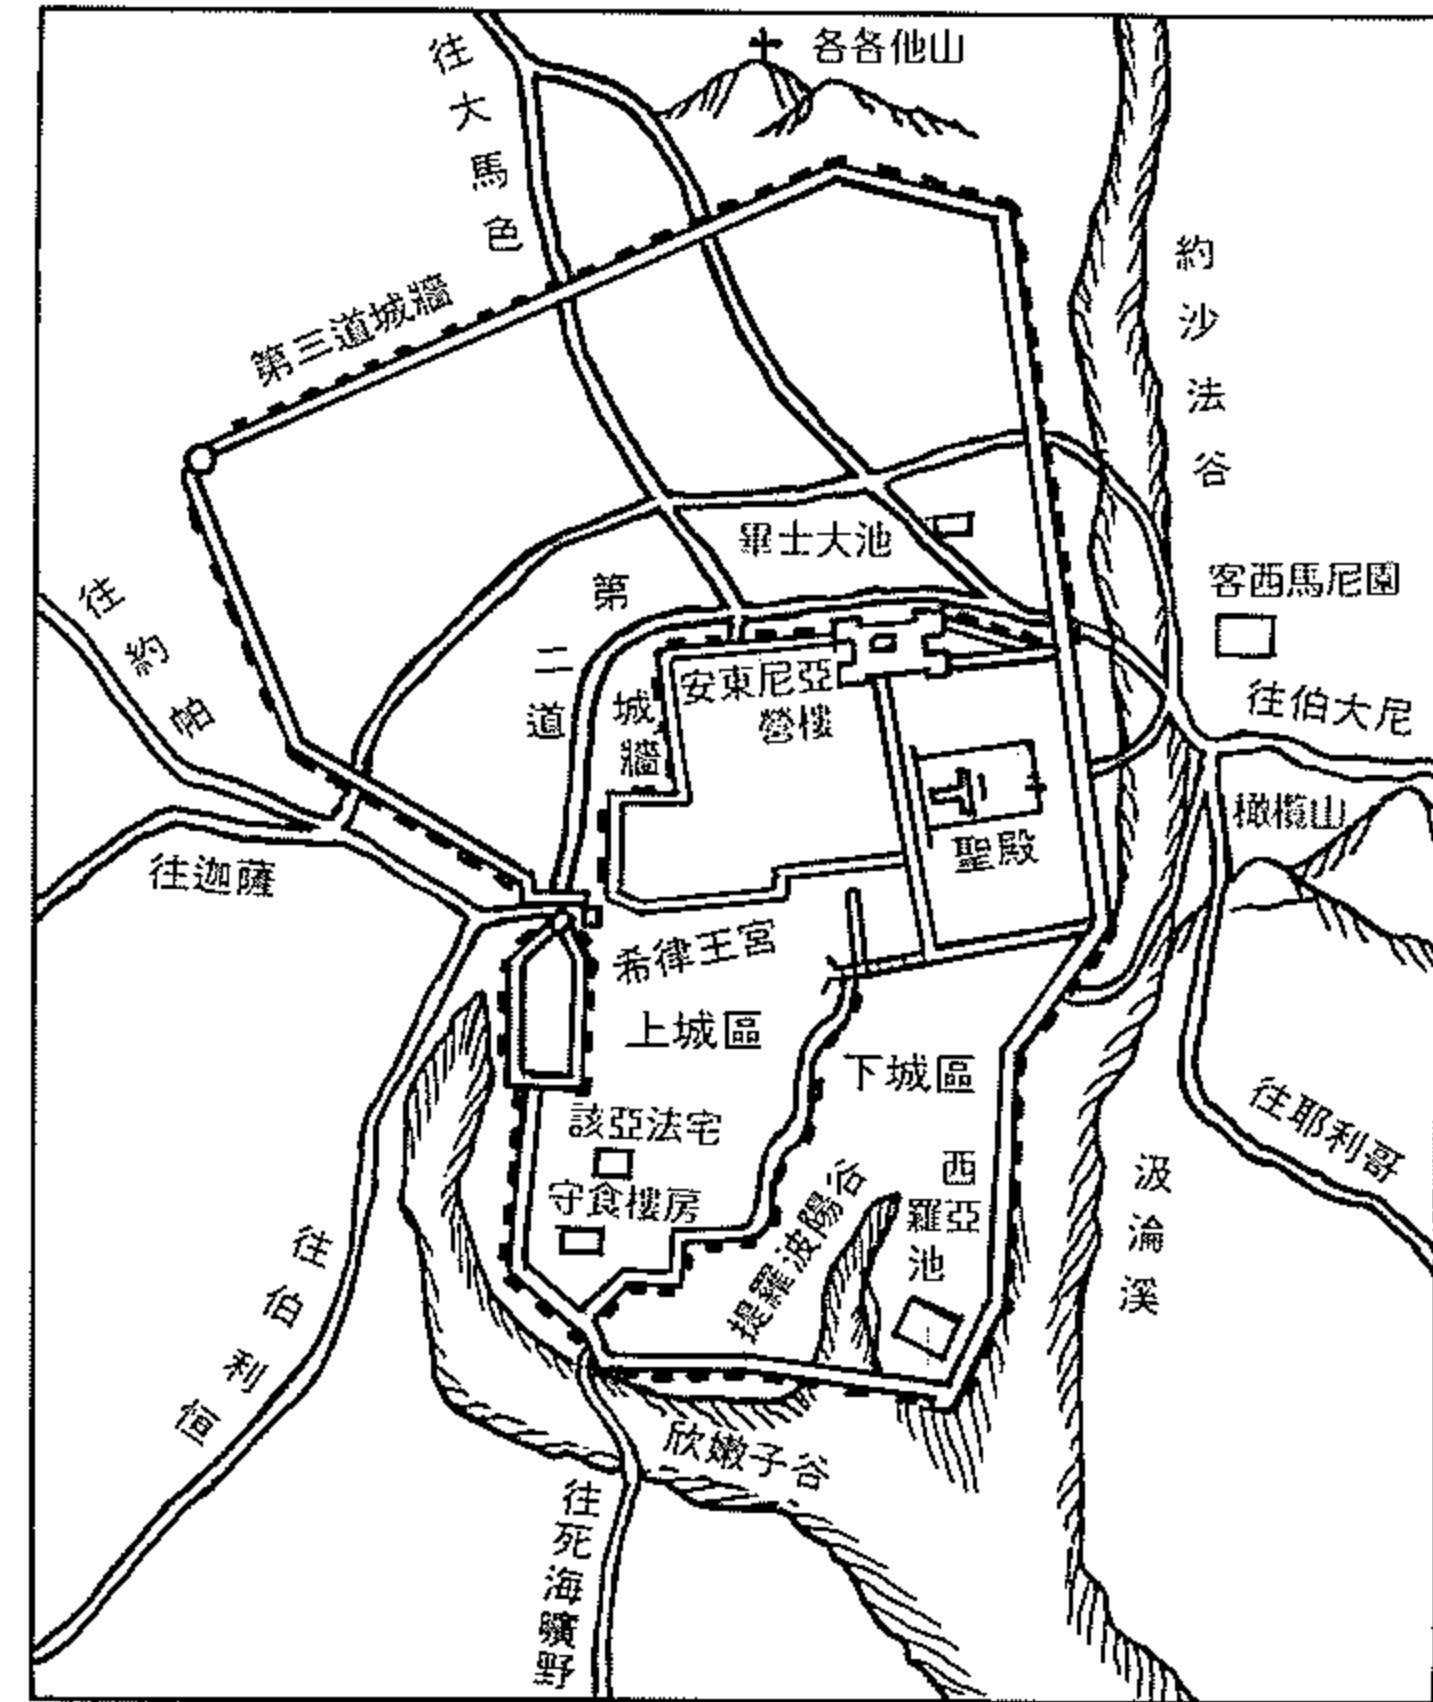 各各他山
往大馬色
第三道城牆
約沙法谷
畢士大池
客西馬尼園
往約帕
第二道城牆
安東尼亞
營樓
往伯大尼
橄欖山
聖殿
往迦薩
希律王宮
上城區
下城區
往耶利哥
該亞法宅
守食樓房
西羅亞池
汲淪溪
提羅波陽谷
往伯利恒
欣嫩子谷
往死海曠野